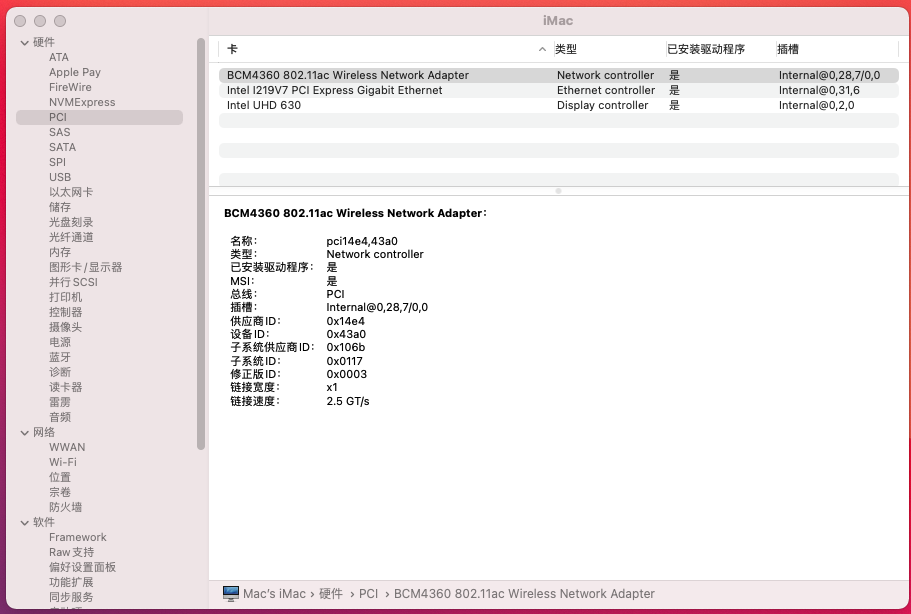 iMac
硬件
ATA
Apple Pay
FireWire
NVMExpress
PCI
SAS
SATA
SPI
USB
以太网卡
储存
光盘刻录
光纤通道
内存
图形卡/显示器
并行SCSI
打印机
控制器
摄像头
电源
蓝牙
诊断
读卡器
雷雳
音频
网络
WWAN
Wi-Fi
位置
宗卷
防火墙
软件
Framework
Raw支持
偏好设置面板
功能扩展
同步服务
卡 类型 已安装驱动程序 插槽
BCM4360 802.11ac Wireless Network Adapter Network controller 是 Internal@0,28,7/0,0
Intel I219V7 PCI Express Gigabit Ethernet Ethernet controller 是 Internal@0,31,6
Intel UHD 630 Display controller 是 Internal@0,2,0
BCM4360 802.11ac Wireless Network Adapter：
名称： pci14e4,43a0
类型： Network controller
已安装驱动程序： 是
MSI： 是
总线： PCI
插槽： Internal@0,28,7/0,0
供应商ID： 0x14e4
设备ID： 0x43a0
子系统供应商ID： 0x106b
子系统ID： 0x0117
修正版ID： 0x0003
链接宽度： x1
链接速度： 2.5 GT/s
Mac's iMac › 硬件 › PCI › BCM4360 802.11ac Wireless Network Adapter